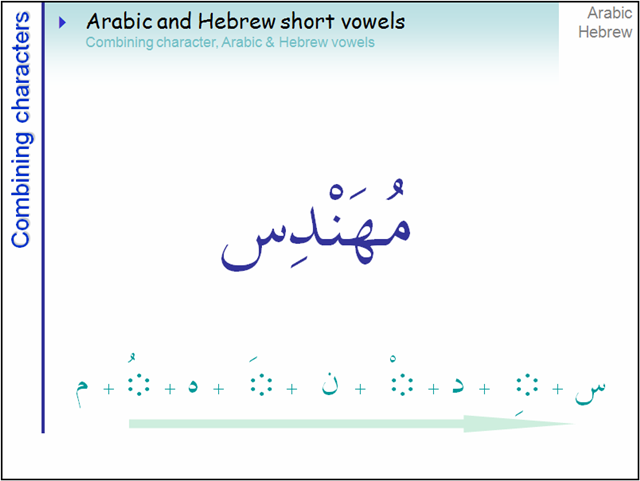 Combining characters
Arabic and Hebrew short vowels
Combining character, Arabic & Hebrew vowels
Arabic
Hebrew
مُهَنْدِس
م + ◌ُ + ه + ◌َ + ن + ◌ْ + د + ◌ِ + س